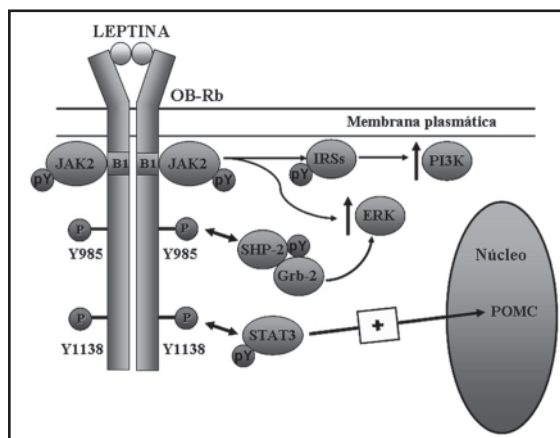 LEPTINA
OB-Rb
Membrana plasmática
JAK2 B1 B1 JAK2
pY pY
IRSs
pY
PI3K
ERK
P P
Y985 Y985
SHP-2 pY
Grb-2
Núcleo
POMC
P P
Y1138 Y1138
STAT3
pY
+